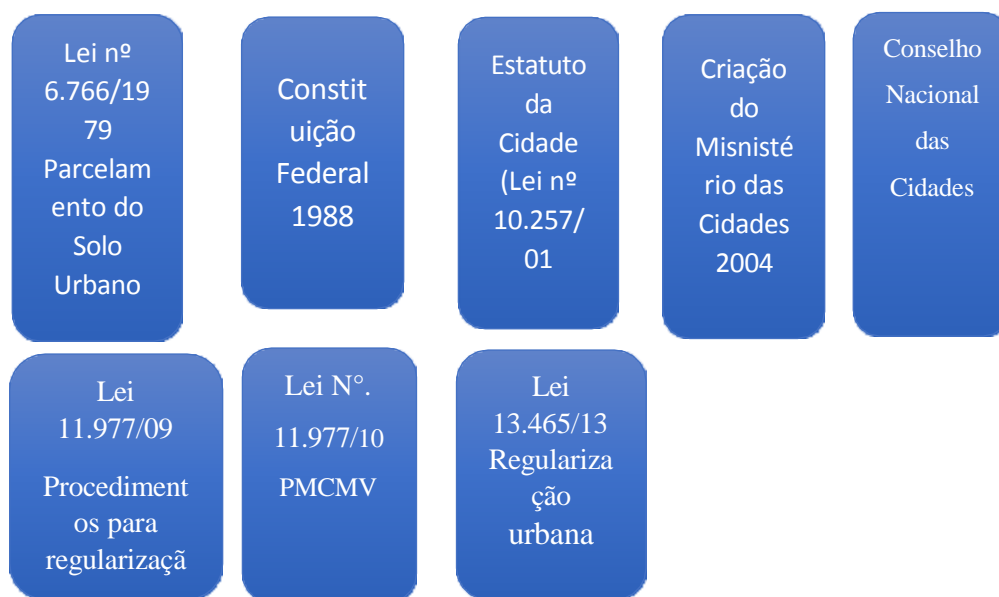 Lei nº
6.766/19
79
Parcelam
ento do
Solo
Urbano
Constit
uição
Federal
1988
Estatuto
da
Cidade
(Lei nº
10.257/
01
Criação
do
Misnisté
rio das
Cidades
2004
Conselho
Nacional
das
Cidades
Lei
11.977/09
Procediment
os para
regularizaçã
Lei N°.
11.977/10
PMCMV
Lei
13.465/13
Regulariza
ção
urbana